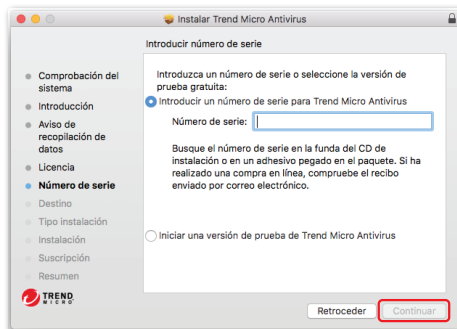 Instalar Trend Micro Antivirus
Introducir número de serie
Comprobación del
sistema
Introducción
Aviso de
recopilación de
datos
Licencia
Número de serie
Destino
Tipo instalación
Instalación
Suscripción
Resumen
Introduzca un número de serie o seleccione la versión de
prueba gratuita:
Introducir un número de serie para Trend Micro Antivirus
Número de serie:
Busque el número de serie en la funda del CD de
instalación o en un adhesivo pegado en el paquete. Si ha
realizado una compra en línea, compruebe el recibo
enviado por correo electrónico.
Iniciar una versión de prueba de Trend Micro Antivirus
TREND
MICRO
Retroceder
Continuar